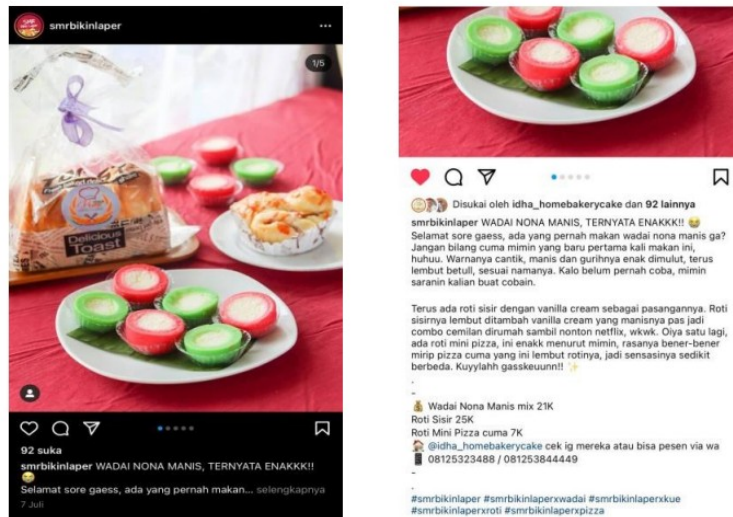 smrbikinlaper
1/5
Delicious
Toast
92 suka
smrbikinlaper WADAI NONA MANIS, TERNYATA ENAKKK!!
😭
Selamat sore gaess, ada yang pernah makan... selengkapnya
7 Juli
Disukai oleh idha_homebakerycake dan 92 lainnya
smrbikinlaper WADAI NONA MANIS, TERNYATA ENAKKK!! 😭
Selamat sore gaess, ada yang pernah makan wadai nona manis ga?
Jangan bilang cuma mimin yang baru pertama kali makan ini,
huhuu. Warnanya cantik, manis dan gurihnya enak dimulut, terus
lembut betull, sesuai namanya. Kalo belum pernah coba, mimin
saranin kalian buat cobain.
Terus ada roti sisir dengan vanilla cream sebagai pasangannya. Roti
sisirnya lembut ditambah vanilla cream yang manisnya pas jadi
combo cemilan dirumah sambil nonton netflix, wkwk. Oiya satu lagi,
ada roti mini pizza, ini enakk menurut mimin, rasanya bener-bener
mirip pizza cuma yang ini lembut rotinya, jadi sensasinya sedikit
berbeda. Kuyylahh gasskeuunn!! ✨
.
-
💰 Wadai Nona Manis mix 21K
Roti Sisir 25K
Roti Mini Pizza cuma 7K
@idha_homebakerycake cek ig mereka atau bisa pesen via wa
📱 08125323488 / 081253844449
-
.
#smrbikinlaper #smrbikinlaperxwadai #smrbikinlaperxkue
#smrbikinlaperxroti #smrbikinlaperxpizza